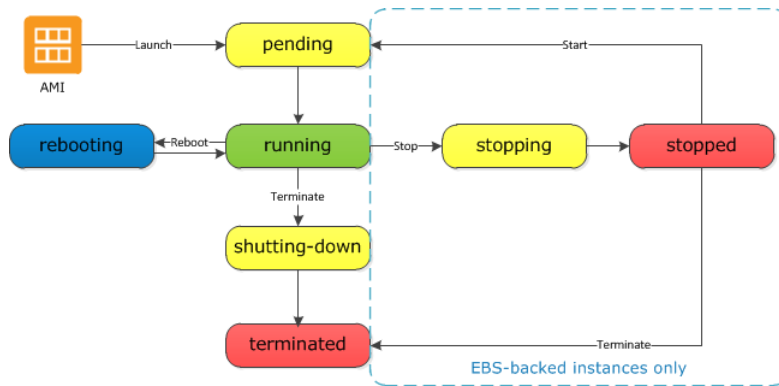 pending
Launch
Start
AMI
rebooting
Reboot
running
Stop
stopping
stopped
Terminate
shutting-down
terminated
Terminate
EBS-backed instances only